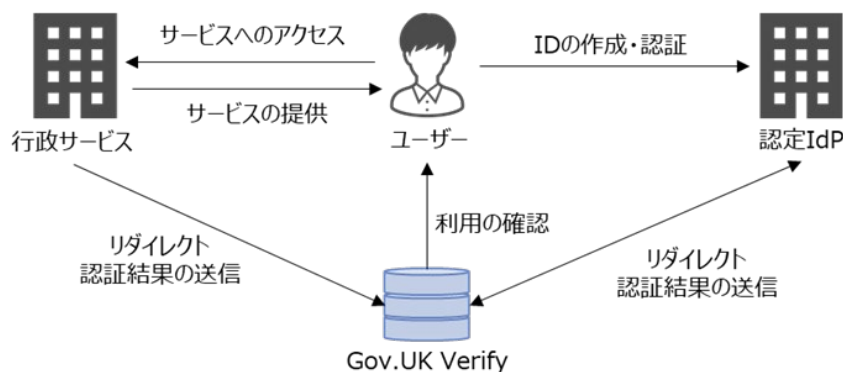 サービスへのアクセス
IDの作成・認証
サービスの提供
行政サービス
ユーザー
認定IdP
利用の確認
リダイレクト
認証結果の送信
リダイレクト
認証結果の送信
Gov.UK Verify